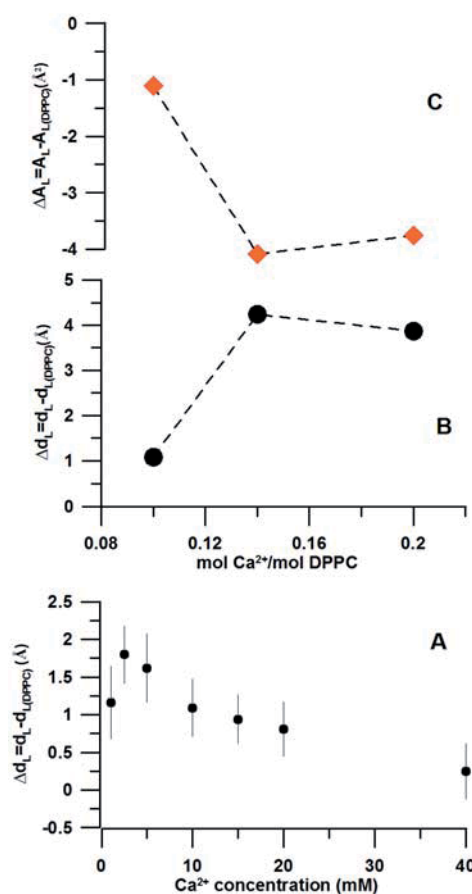 0
-1
-2
-3
-4
ΔA_L=A_L-A_L(DPPC)(Å²)
C
5
4
3
2
1
0
Δd_L=d_L-d_L(DPPC)(Å)
B
0.08 0.12 0.16 0.2
mol Ca²⁺/mol DPPC
2.5
2
1.5
1
0.5
0
-0.5
Δd_L=d_L-d_L(DPPC) (Å)
A
0 10 20 30 40
Ca²⁺ concentration (mM)